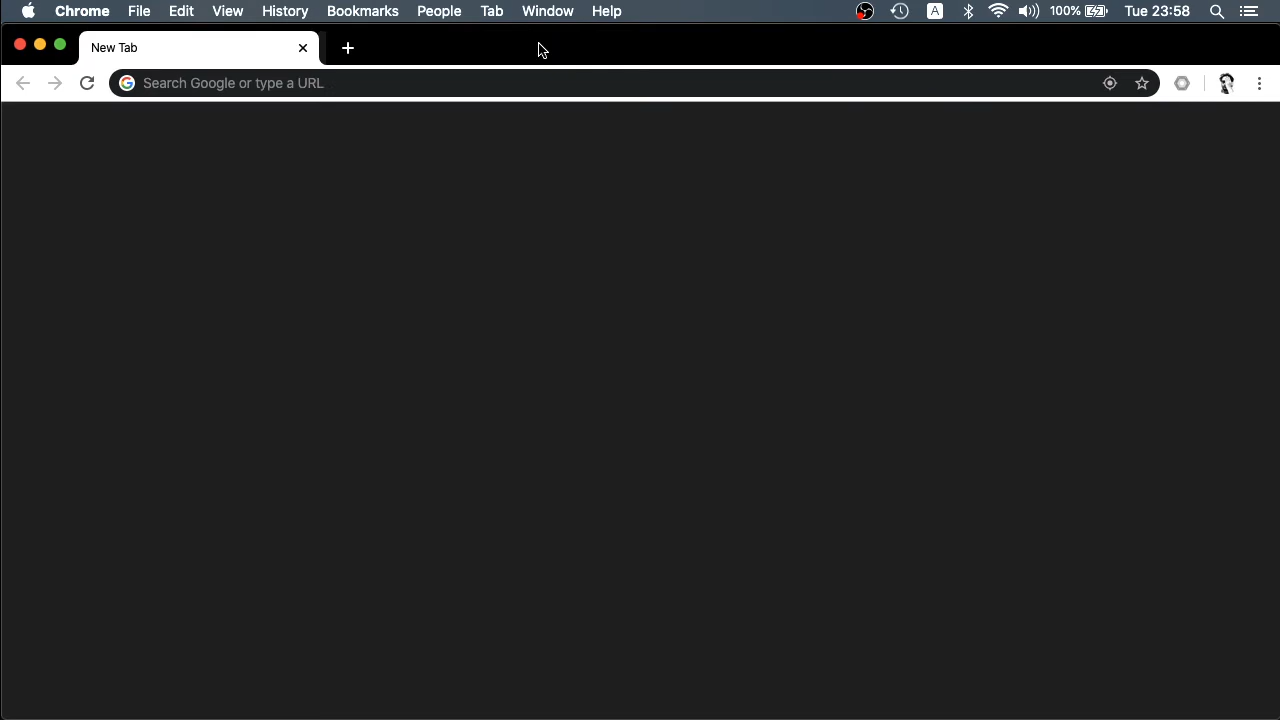 Chrome File Edit View History Bookmarks People Tab Window Help A 100% Tue 23:58
New Tab
Search Google or type a URL